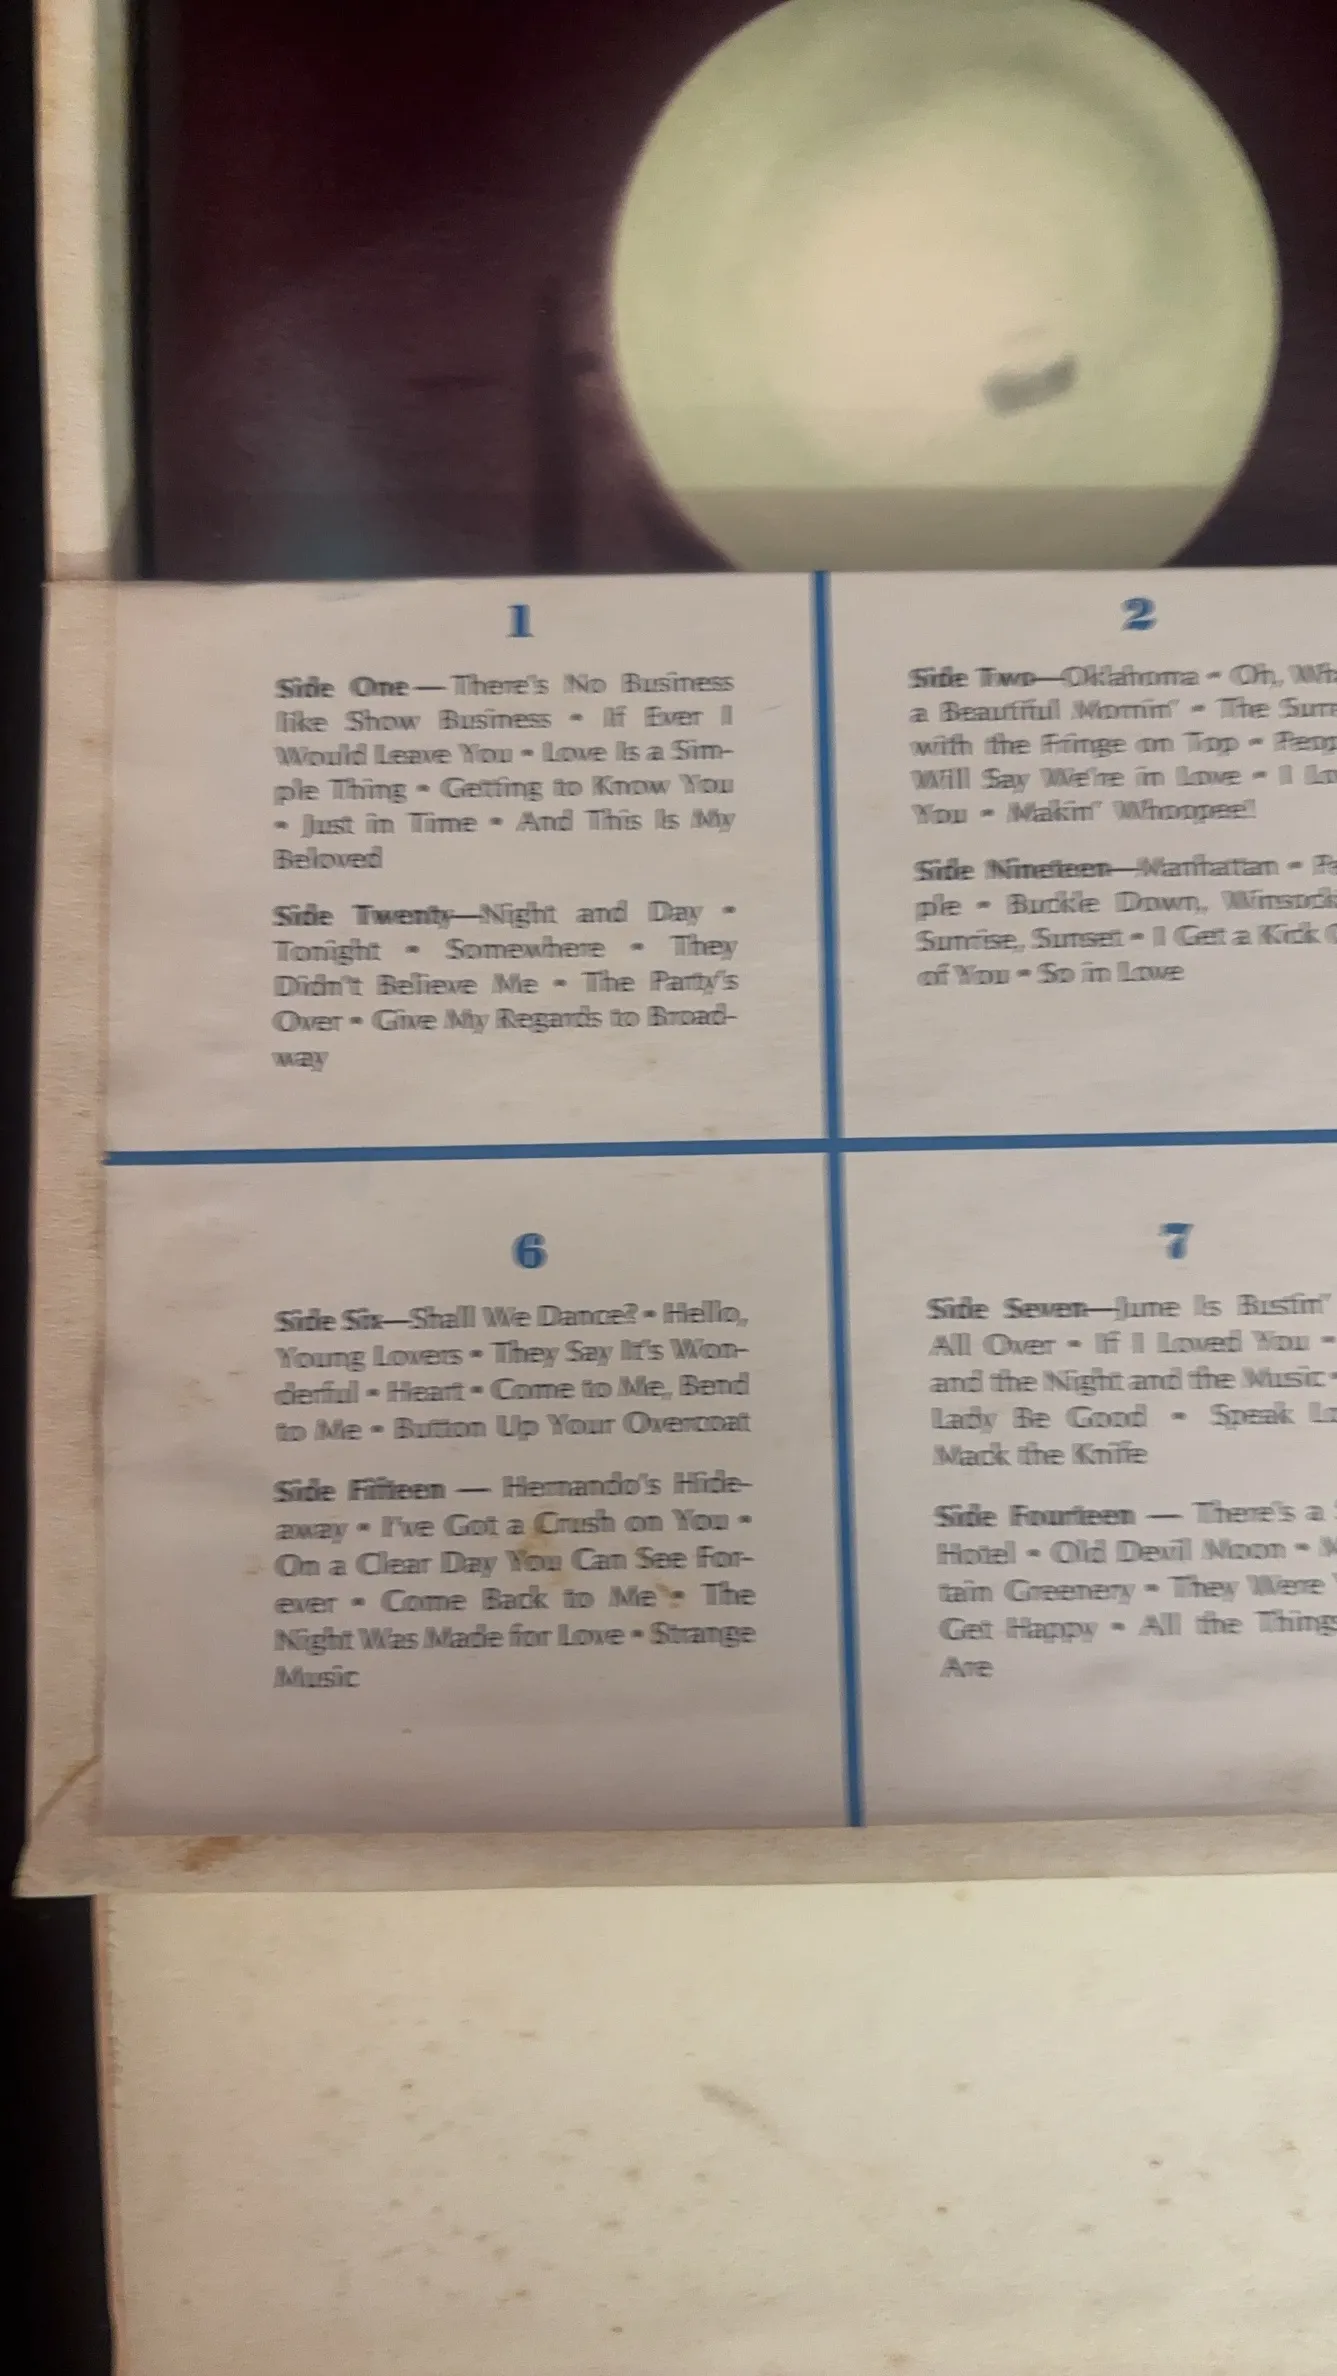 1
Side One—There's No Business
like Show Business • If Ever I
Would Leave You • Love Is a Sim-
ple Thing • Getting to Know You
• Just in Time • And This Is My
Beloved
Side Twenty—Night and Day •
Tonight • Somewhere • They
Didn't Believe Me • The Party's
Over • Give My Regards to Broad-
way
2
Side Two—Oklahoma • Oh,
a Beautiful Mornin' • The
with the Fringe on Top •
Will Say We're in Love • I
You • Makin' Whoopee!
Side Nineteen—Manhattan •
ple • Buckle Down,
Sunrise, Sunset • I Get a Kick
of You • So in Love
6
Side Six—Shall We Dance? • Hello,
Young Lovers • They Say It's Won-
derful • Heart • Come to Me, Bend
to Me • Button Up Your Overcoat
Side Fifteen — Hernando's Hide-
away • I've Got a Crush on You •
On a Clear Day You Can See For-
ever • Come Back to Me • The
Night Was Made for Love • Strange
Music
7
Side Seven—June Is Bustin'
All Over • If I Loved You •
and the Night and the Music •
Lady Be Good • Speak
Mack the Knife
Side Fourteen — There's a
Hotel • Old Devil Moon •
tain Greenery • They Were
Get Happy • All the
Are